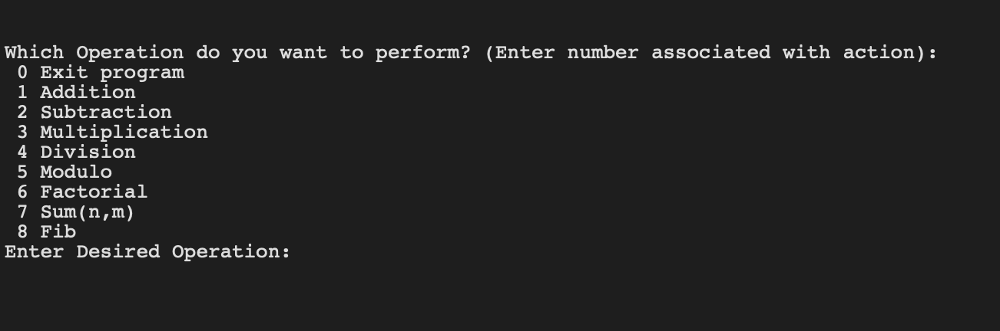 Which Operation do you want to perform? (Enter number associated with action):
0 Exit program
1 Addition
2 Subtraction
3 Multiplication
4 Division
5 Modulo
6 Factorial
7 Sum(n,m)
8 Fib
Enter Desired Operation: